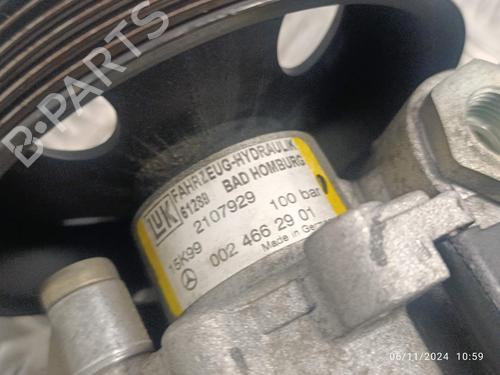 B-PARTS
LUK
FAHRZEUG-HYDRAULIK
61289 BAD HOMBURG
2107929 100 bar
15K99
002 466 29 01
Made in Germ
06/11/2024 10:59